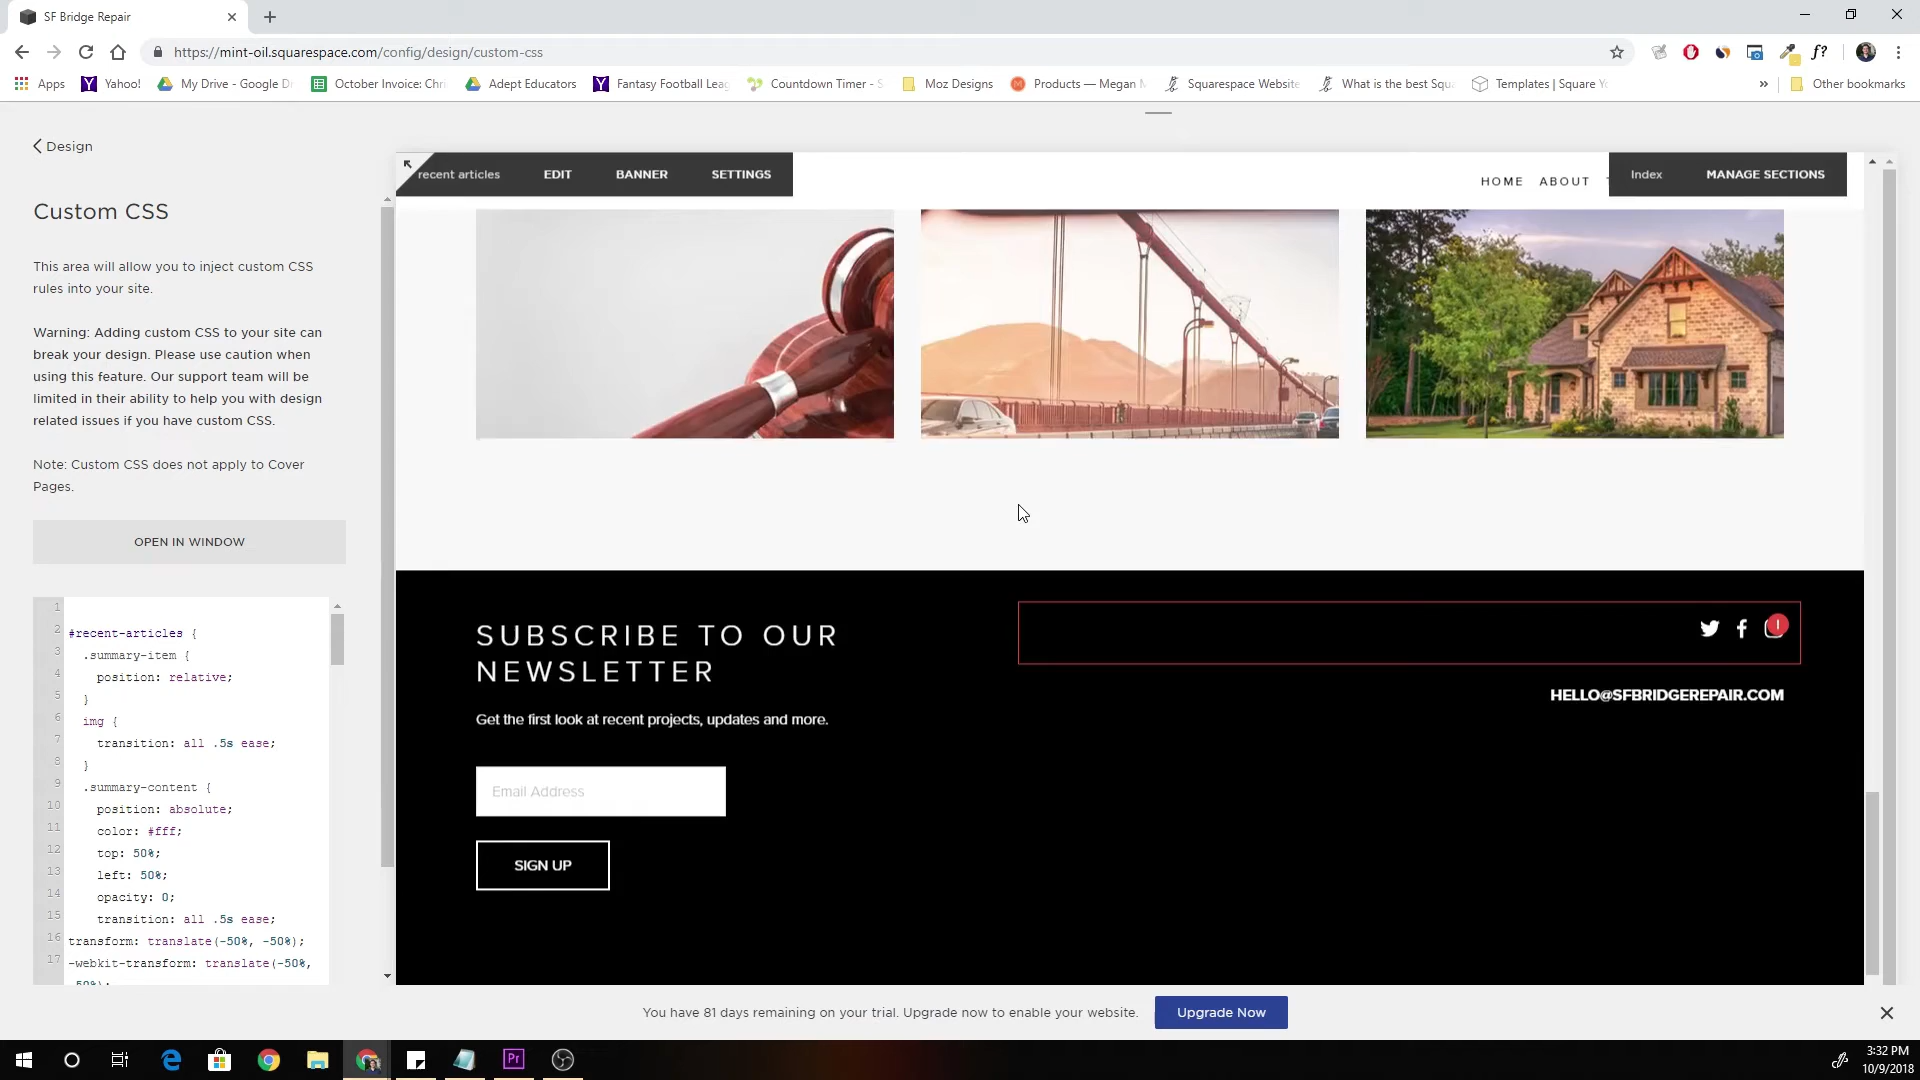 SF Bridge Repair
https://mint-oil.squarespace.com/config/design/custom-css
Apps
Yahoo!
My Drive - Google Dr
October Invoice: Chri
Adept Educators
Fantasy Football Leag
Countdown Timer - S
Moz Designs
Products — Megan M
Squarespace Website
What is the best Squa
Templates | Square Yo
»
Other bookmarks
Design
Custom CSS
This area will allow you to inject custom CSS
rules into your site.
Warning: Adding custom CSS to your site can
break your design. Please use caution when
using this feature. Our support team will be
limited in their ability to help you with design
related issues if you have custom CSS.
Note: Custom CSS does not apply to Cover
Pages.
OPEN IN WINDOW
1
2 #recent-articles {
3 .summary-item {
4 position: relative;
5 }
6 img {
7 transition: all .5s ease;
8 }
9 .summary-content {
10 position: absolute;
11 color: #fff;
12 top: 50%;
13 left: 50%;
14 opacity: 0;
15 transition: all .5s ease;
16 transform: translate(-50%, -50%);
17 -webkit-transform: translate(-50%,
-50%);
recent articles EDIT BANNER SETTINGS
HOME ABOUT
Index MANAGE SECTIONS
SUBSCRIBE TO OUR
NEWSLETTER
Get the first look at recent projects, updates and more.
Email Address
SIGN UP
!
HELLO@SFBRIDGEREPAIR.COM
You have 81 days remaining on your trial. Upgrade now to enable your website.
Upgrade Now
Pr
3:32 PM
10/9/2018